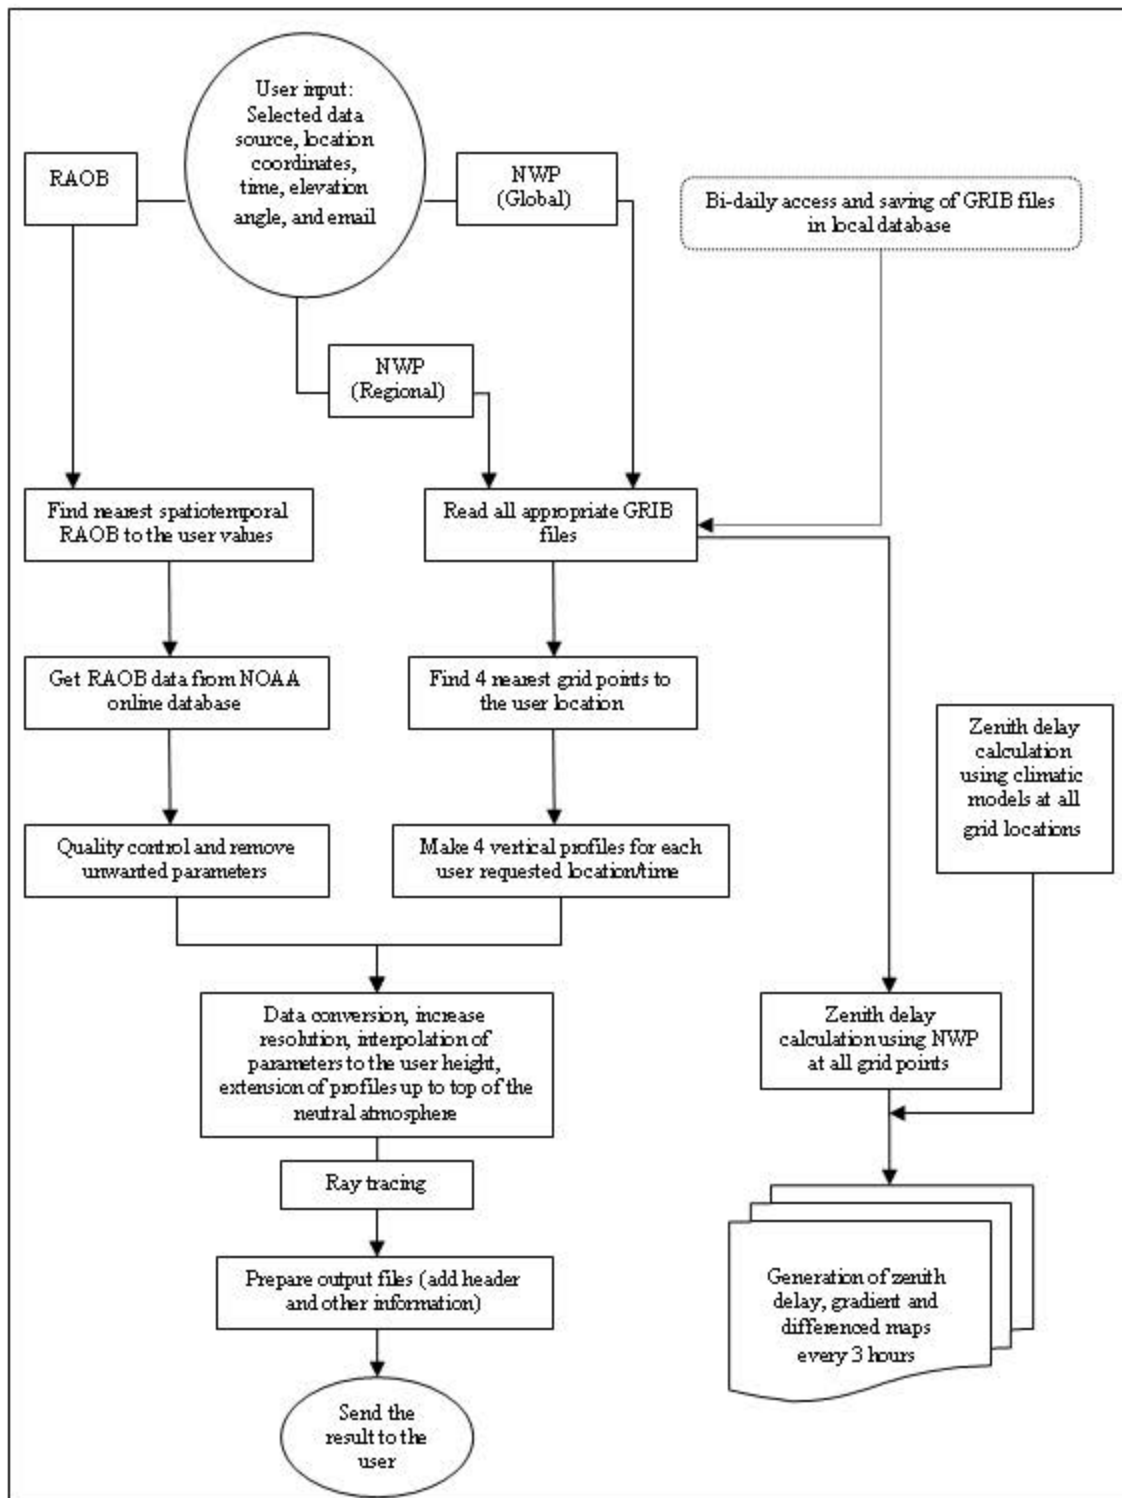 User input:
Selected data
source, location
coordinates,
time, elevation
angle, and email
RAOB
NWP
(Global)
Bi-daily access and saving of GRIB files
in local database
NWP
(Regional)
Find nearest spatiotemporal
RAOB to the user values
Read all appropriate GRIB
files
Get RAOB data from NOAA
online database
Find 4 nearest grid points to
the user location
Zenith delay
calculation
using climatic
models at all
grid locations
Quality control and remove
unwanted parameters
Make 4 vertical profiles for each
user requested location/time
Data conversion, increase
resolution, interpolation of
parameters to the user height,
extension of profiles up to top of the
neutral atmosphere
Zenith delay
calculation using NWP
at all grid points
Ray tracing
Prepare output files (add header
and other information)
Generation of zenith
delay, gradient and
differenced maps
every 3 hours
Send the
result to the
user